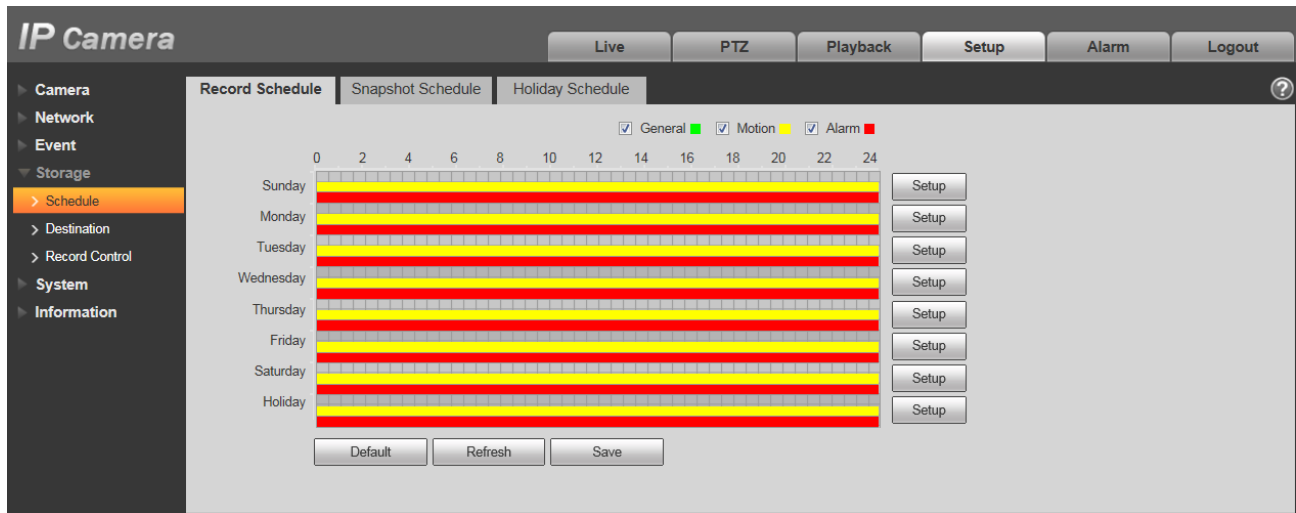 IP Camera
Live PTZ Playback Setup Alarm Logout
Camera
Network
Event
Storage
Schedule
Destination
Record Control
System
Information
Record Schedule Snapshot Schedule Holiday Schedule ?
General Motion Alarm
0 2 4 6 8 10 12 14 16 18 20 22 24
Sunday Setup
Monday Setup
Tuesday Setup
Wednesday Setup
Thursday Setup
Friday Setup
Saturday Setup
Holiday Setup
Default Refresh Save